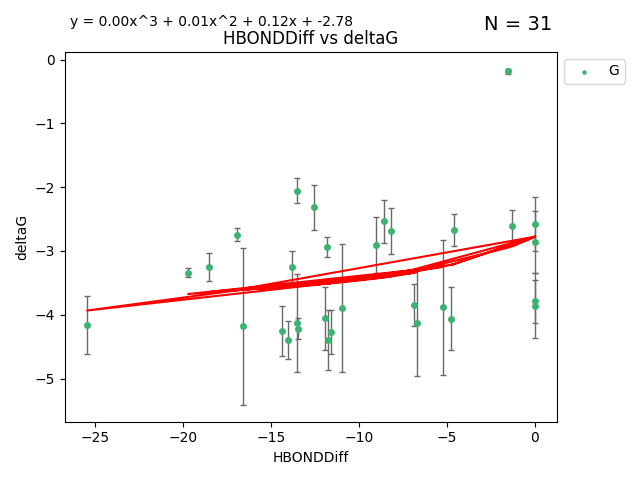 y = 0.00x^3 + 0.01x^2 + 0.12x + -2.78
N = 31
HBONDDiff vs deltaG
G
deltaG
0
−1
−2
−3
−4
−5
−25
−20
−15
−10
−5
0
HBONDDiff